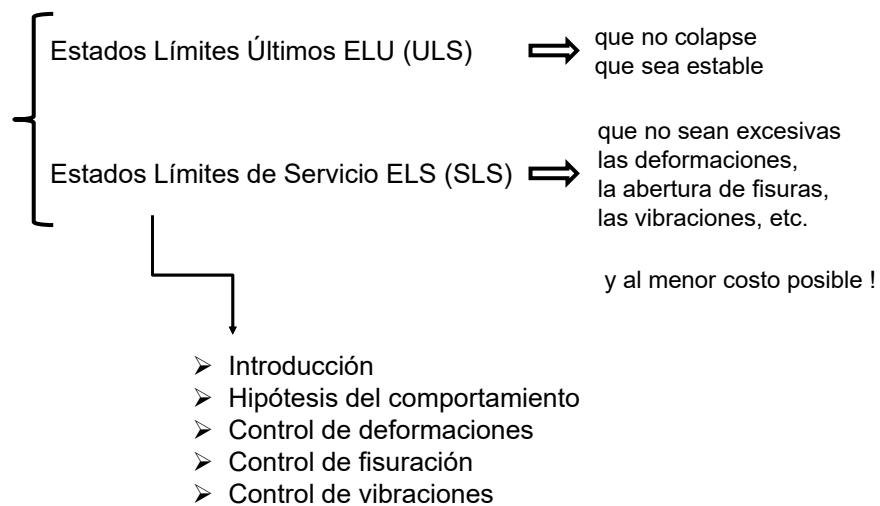 Estados Límites Últimos ELU (ULS)
que no colapse
que sea estable
Estados Límites de Servicio ELS (SLS)
que no sean excesivas
las deformaciones,
la abertura de fisuras,
las vibraciones, etc.
y al menor costo posible !
Introducción
Hipótesis del comportamiento
Control de deformaciones
Control de fisuración
Control de vibraciones